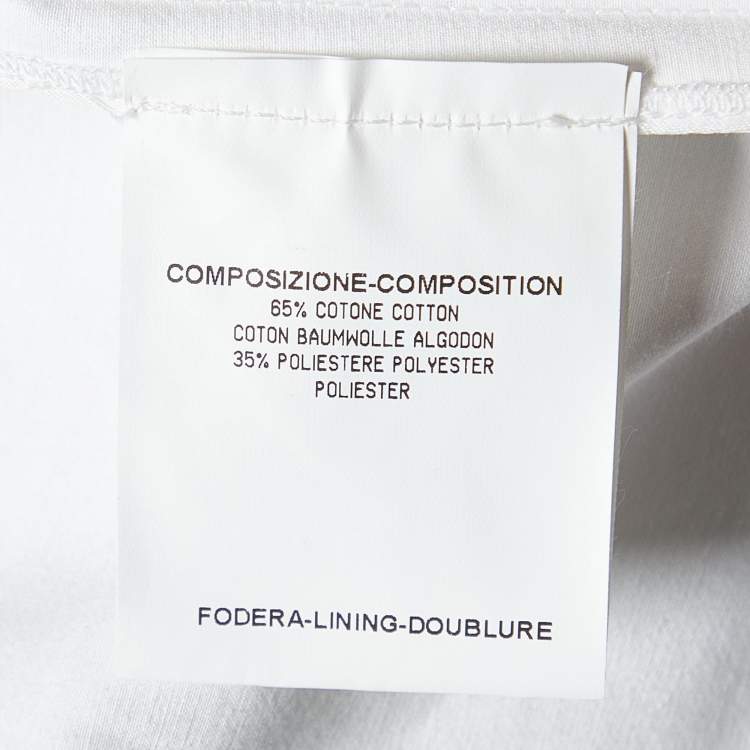 COMPOSIZIONE-COMPOSITION
65% COTONE COTTON
COTON BAUMWOLLE ALGODON
35% POLIESTERE POLYESTER
POLIESTER
FODERA-LINING-DOUBLURE